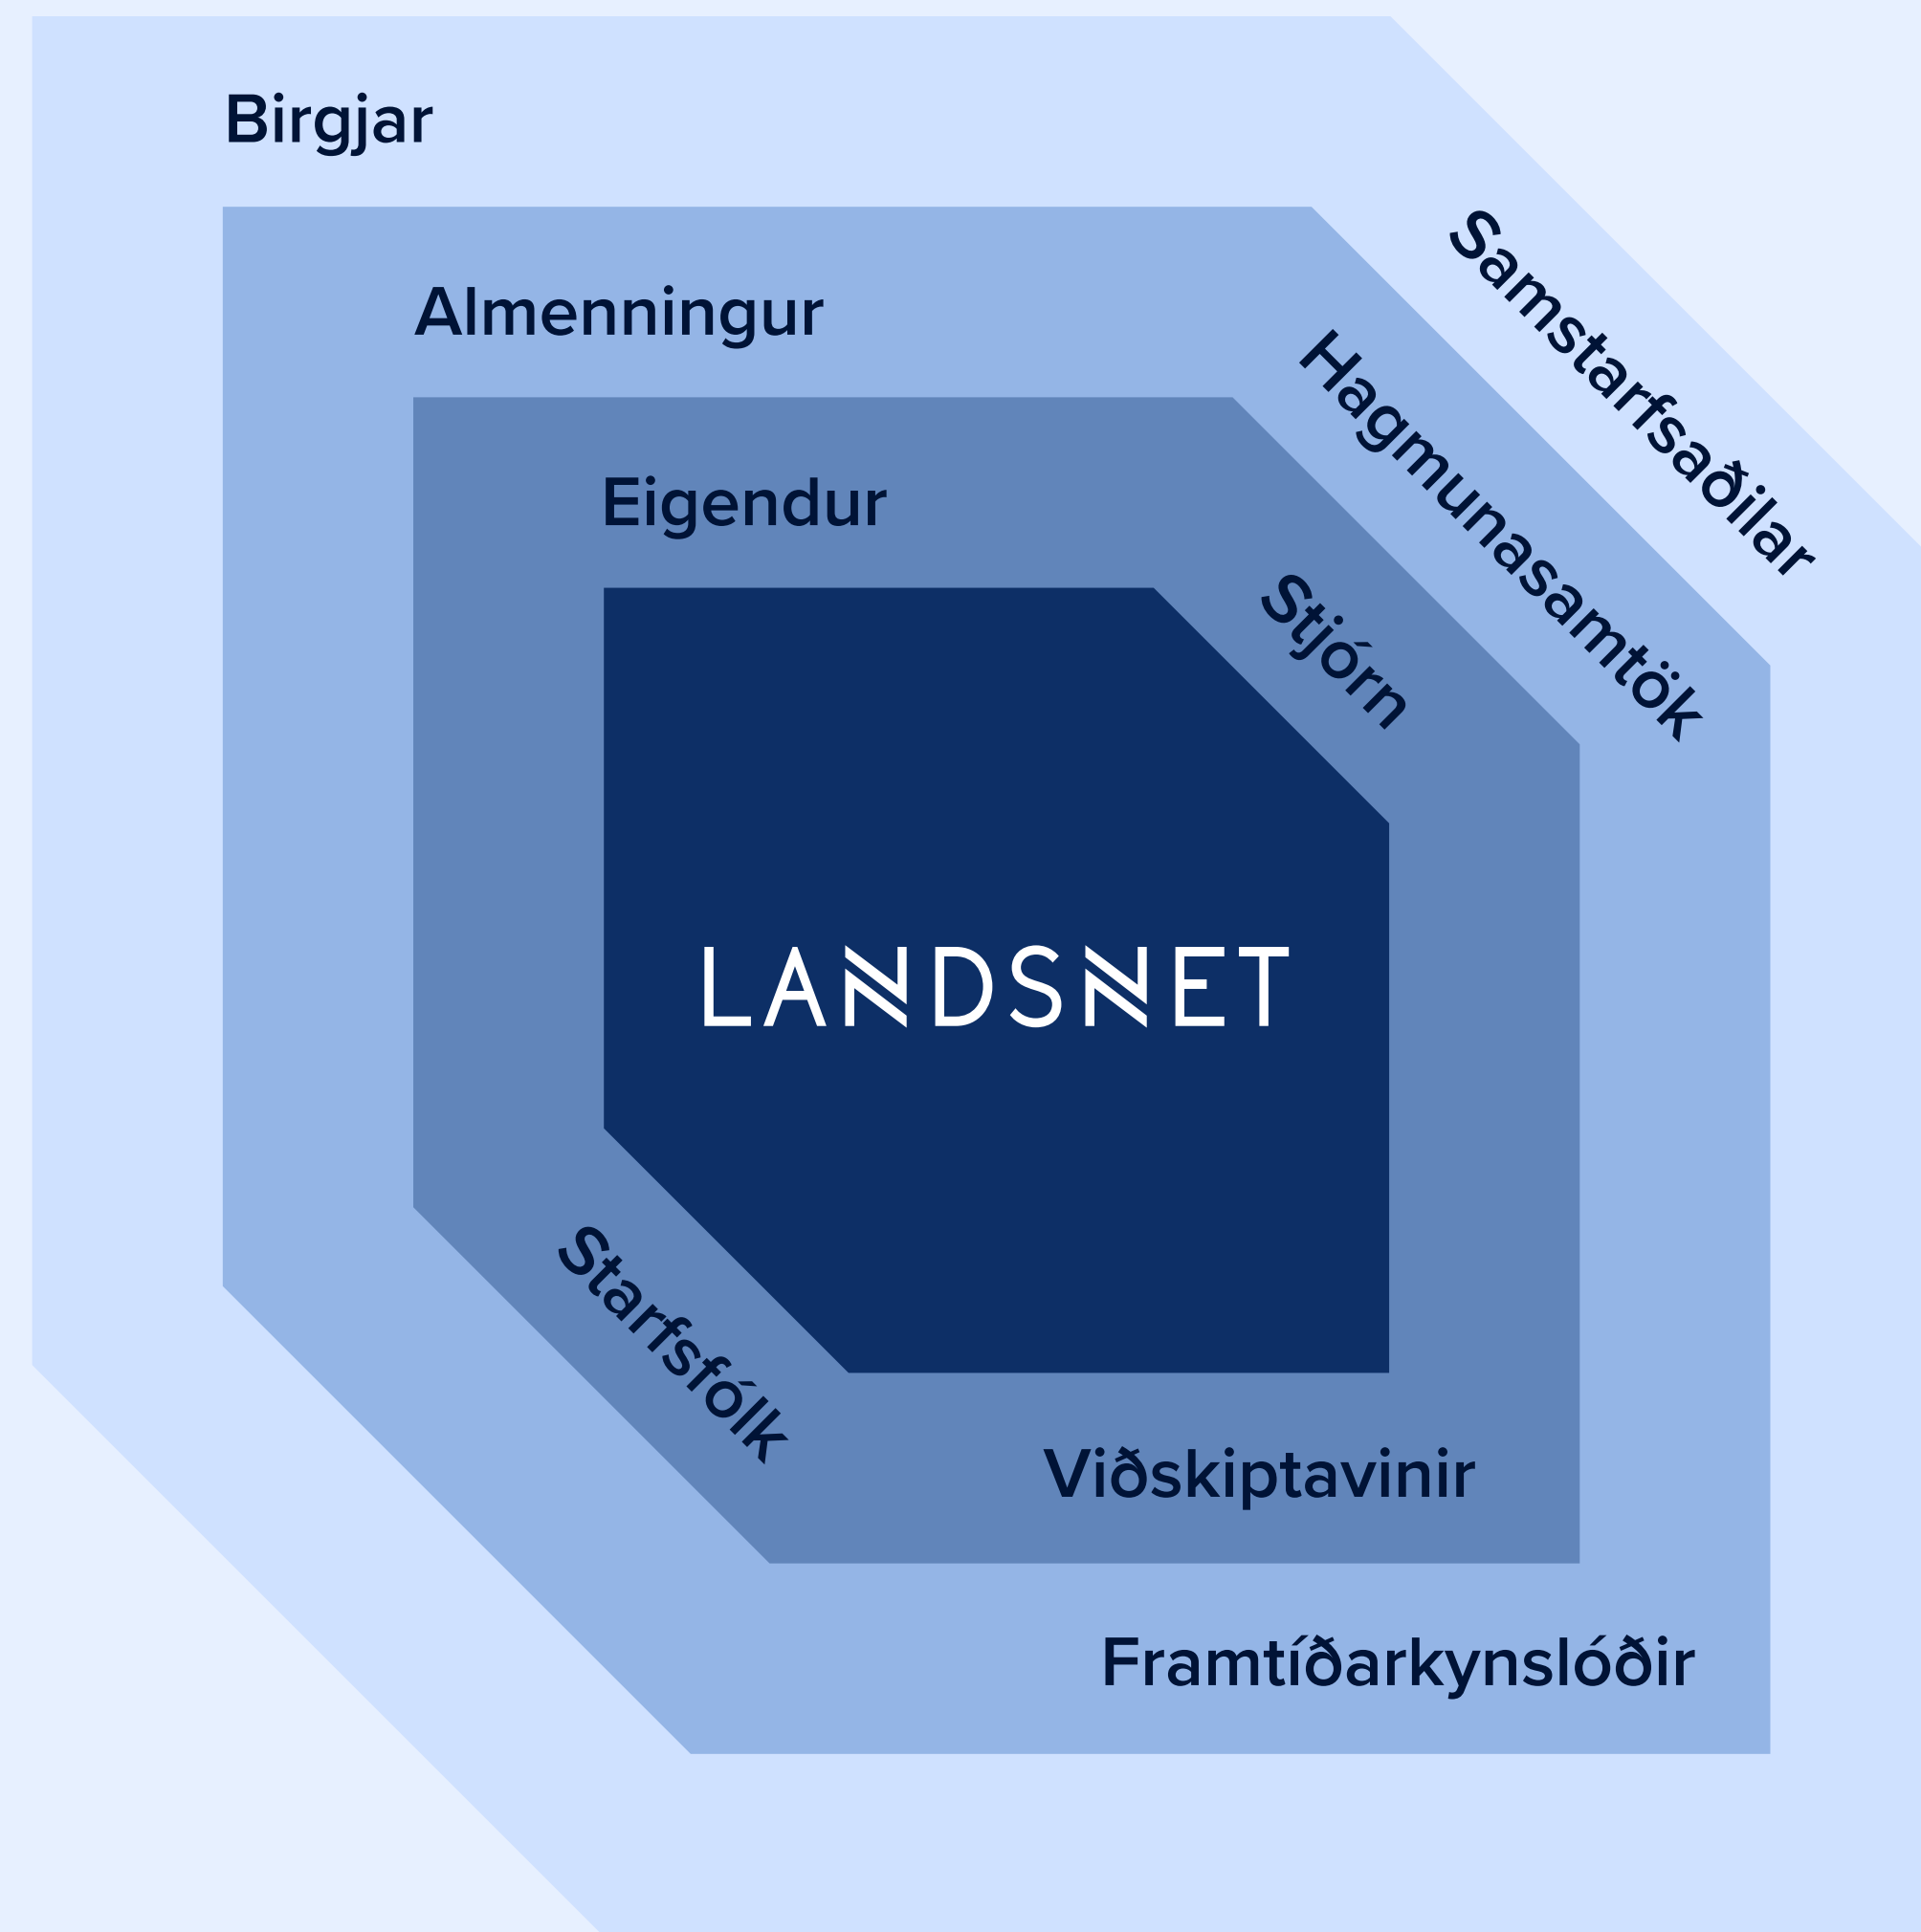 Birgjar
Samstarfsaðilar
Almenningur
Hagmunasamtök
Eigendur
Stjórn
LANDSNET
Starfsfólk
Viðskiptavinir
Framtíðarkynslóðir